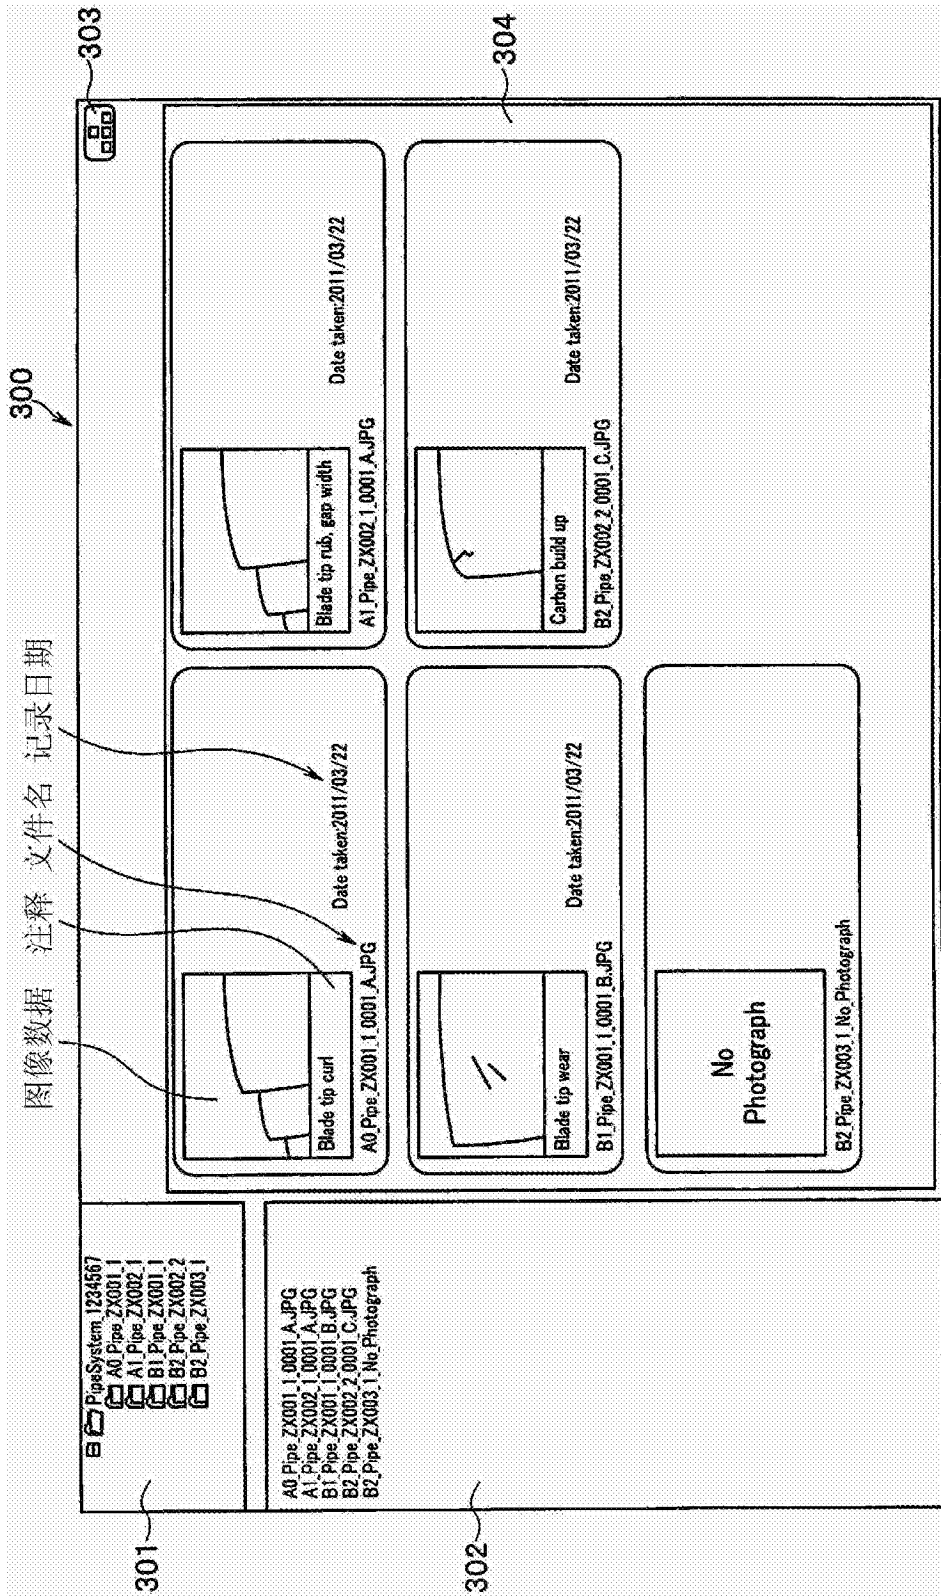 300
303
图像数据 注释 文件名 记录日期
301
PipeSystem_1234567
A0_Pipe_ZX001_1
A1_Pipe_ZX002_1
B1_Pipe_ZX001_1
B2_Pipe_ZX002_2
B2_Pipe_ZX003_1
302
A0_Pipe_ZX001_1_0001_A.JPG
A1_Pipe_ZX002_1_0001_A.JPG
B1_Pipe_ZX001_1_0001_B.JPG
B2_Pipe_ZX002_2_0001_C.JPG
B2_Pipe_ZX003_1_No_Photograph
304
Blade tip curl
Date taken:2011/03/22
A0_Pipe_ZX001_1_0001_A.JPG
Blade tip rub, gap width
Date taken:2011/03/22
A1_Pipe_ZX002_1_0001_A.JPG
Blade tip wear
Date taken:2011/03/22
B1_Pipe_ZX001_1_0001_B.JPG
Carbon build up
Date taken:2011/03/22
B2_Pipe_ZX002_2_0001_C.JPG
No
Photograph
B2_Pipe_ZX003_1_No_Photograph